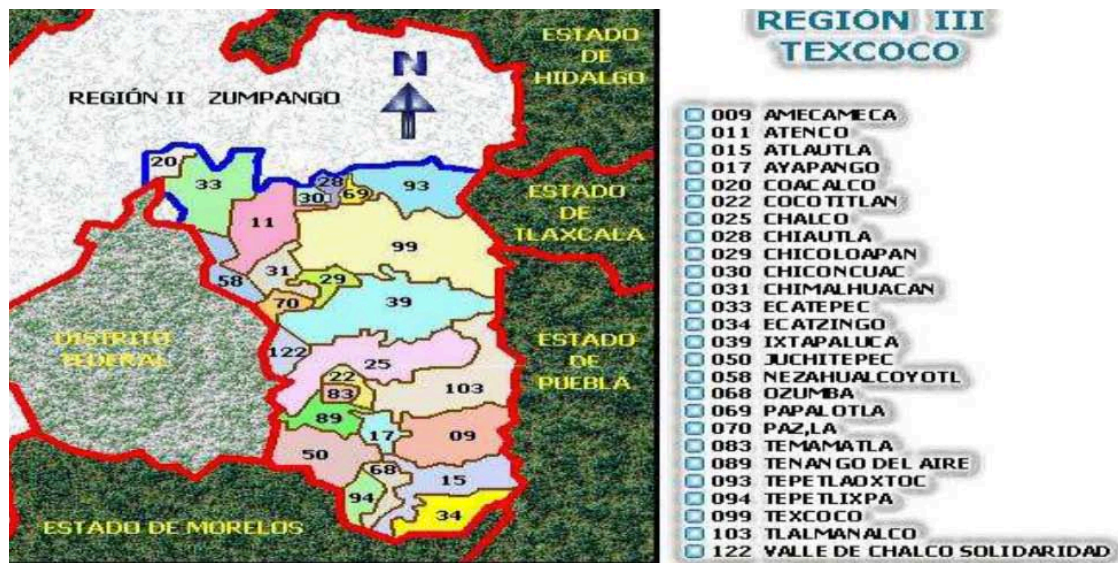 REGIÓN III
TEXCOCO
ESTADO
DE
HIDALGO
N
REGIÓN II ZUMPANGO
20
33
28
30
69
93
11
ESTADO
DE
TLAXCALA
99
58
31
29
70
39
DISTRITO
FEDERAL
122
25
ESTADO
DE
PUEBLA
22
83
103
89
17
09
50
68
15
94
34
ESTADO DE MORELOS
009 AMECAMECA
011 ATENCO
015 ATLAUTLA
017 AYAPANGO
020 COACALCO
022 COCOTITLAN
025 CHALCO
028 CHIAUTLA
029 CHICOLOAPAN
030 CHICONCUAC
031 CHIMALHUACAN
033 ECATEPEC
034 ECATZINGO
039 IXTAPALUCA
050 JUCHITEPEC
058 NEZAHUALCOYOTL
068 OZUMBA
069 PAPALOTLA
070 PAZ,LA
083 TEMAMATLA
089 TENANGO DEL AIRE
093 TEPETLAOXTOC
094 TEPETLIXPA
099 TEXCOCO
103 TLALMANALCO
122 VALLE DE CHALCO SOLIDARIDAD